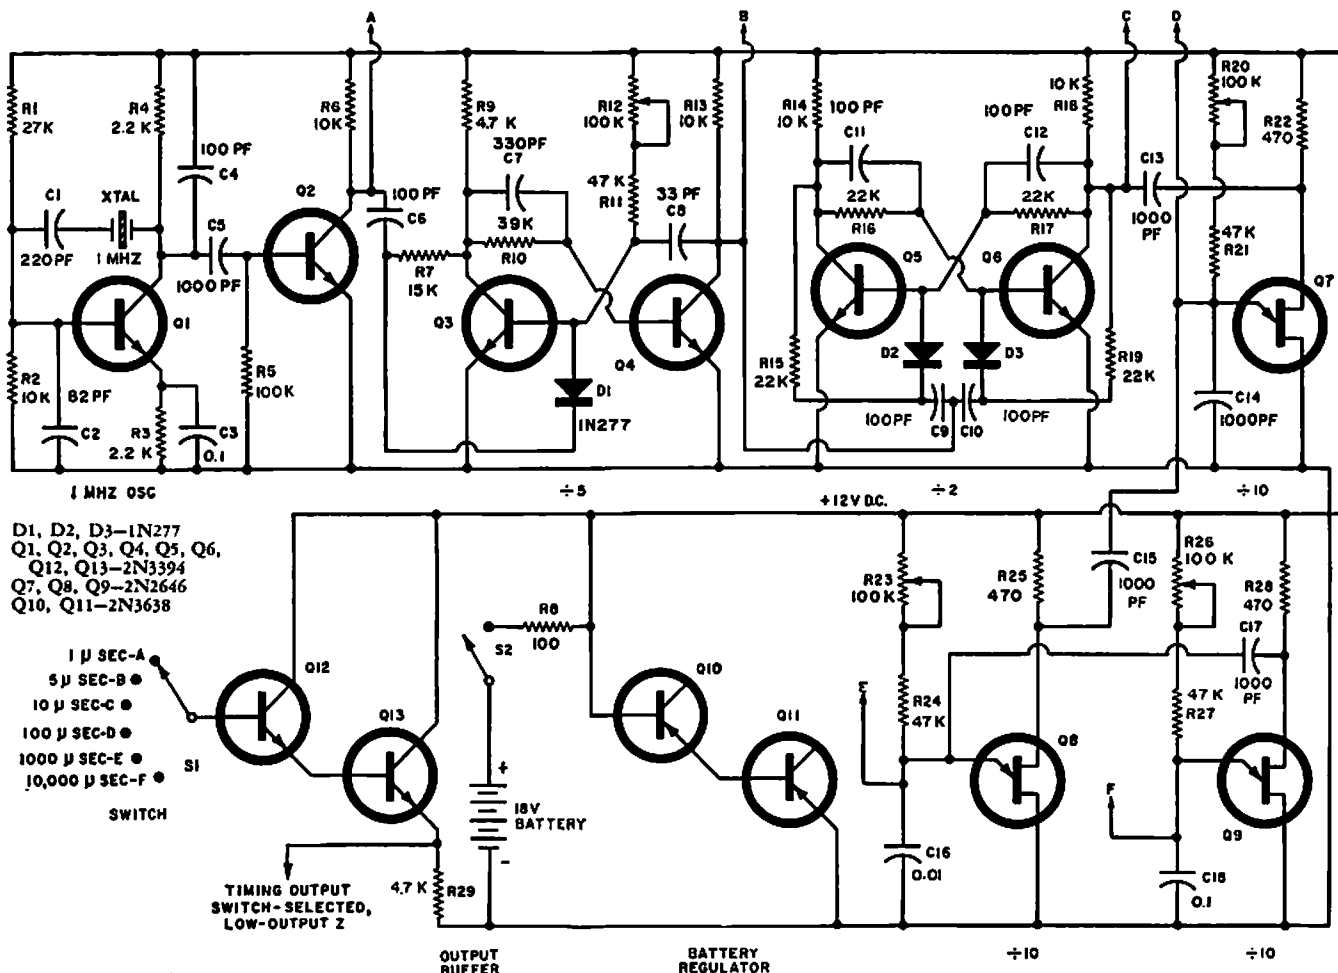 A
B
C
D
R1
27K
R4
2.2 K
100 PF
C4
R6
10K
R9
4.7 K
R12
100K
R13
10K
R14
10K
100 PF
C11
100PF
C12
10 K
R18
R20
100 K
R22
470
C1
220PF
XTAL
1 MHZ
C5
1000PF
Q2
100 PF
C6
330PF
C7
39K
R10
47 K
R11
33 PF
C8
22K
R16
22K
R17
C13
1000
PF
47K
R21
Q5
Q6
Q7
R7
15 K
Q1
Q3
Q4
R2
10K
82PF
C2
R3
2.2 K
C3
0.1
R5
100K
D1
1N277
R15
22K
D2
D3
100PF
C9
C10
100PF
R19
22K
C14
1000PF
1 MHZ OSC
÷5
÷2
÷10
+12V D.C.
D1, D2, D3—1N277
Q1, Q2, Q3, Q4, Q5, Q6,
Q12, Q13—2N3394
Q7, Q8, Q9—2N2646
Q10, Q11—2N3638
1 µ SEC-A
5 µ SEC-B
10 µ SEC-C
100 µ SEC-D
1000 µ SEC-E
10,000 µ SEC-F
S1
SWITCH
Q12
Q13
TIMING OUTPUT
SWITCH-SELECTED,
LOW-OUTPUT Z
4.7 K
R29
S2
R8
100
+
18V
BATTERY
-
Q10
Q11
R23
100K
R24
47K
E
C16
0.01
R25
470
Q8
C15
1000
PF
R26
100 K
R28
470
C17
1000
PF
47 K
R27
F
Q9
C18
0.1
OUTPUT
BUFFER
BATTERY
REGULATOR
÷10
÷10